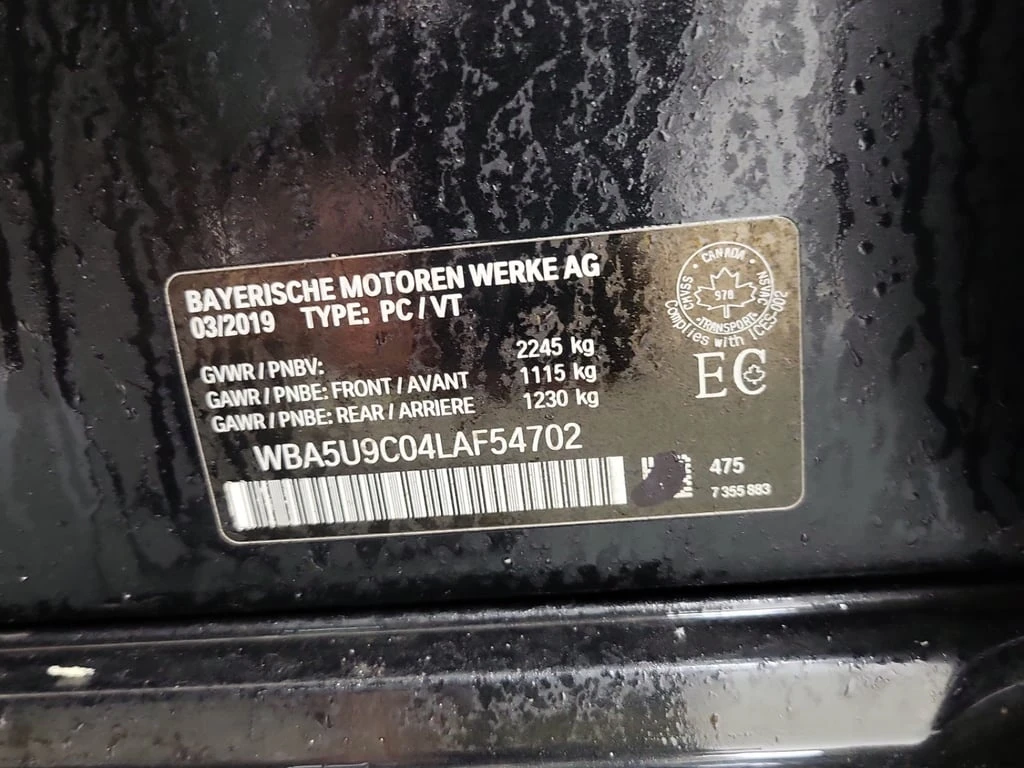 BAYERISCHE MOTOREN WERKE AG
03/2019 TYPE: PC / VT
GVWR / PNBV: 2245 kg
GAWR / PNBE: FRONT / AVANT 1115 kg
GAWR / PNBE: REAR / ARRIERE 1230 kg
WBA5U9C04LAF54702
475
7 355 883
CANADA
CMVSS NSVAC
978
TRANSPORT
Complies with ICES-002
EC